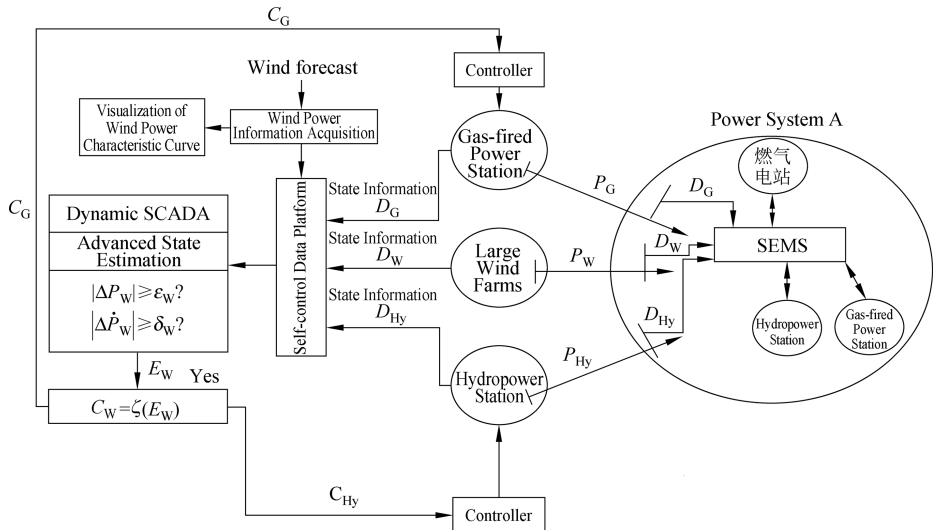 C_G
Wind forecast
Controller
Visualization of
Wind Power
Characteristic Curve
Wind Power
Information Acquisition
Gas-fired
Power
Station
Power System A
燃气
电站
C_G
State Information
D_G
P_G
D_G
Dynamic SCADA
Advanced State
Estimation
|ΔP_W|≥ε_W?
|ΔṖ_W|≥δ_W?
Self-control Data Platform
State Information
D_W
Large
Wind
Farms
P_W
D_W
SEMS
State Information
D_Hy
D_Hy
Hydropower
Station
Gas-fired
Power
Station
P_Hy
E_W
Yes
Hydropower
Station
C_W=ζ(E_W)
C_Hy
Controller